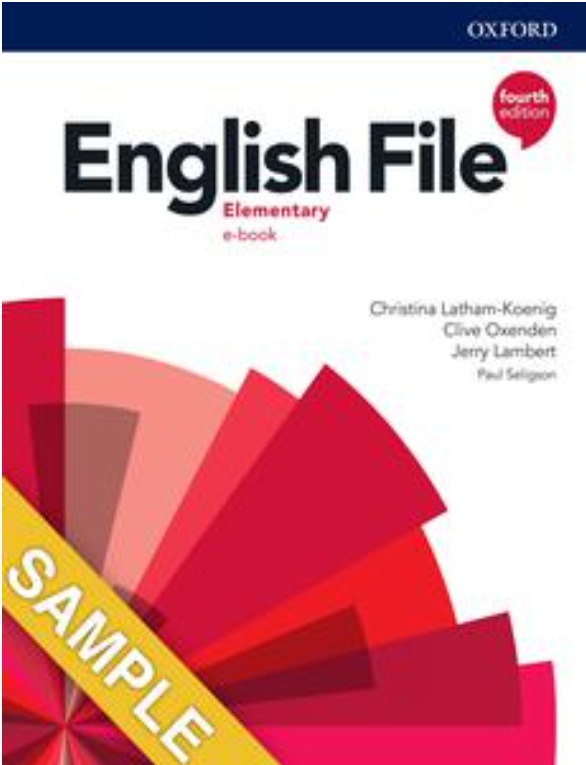 OXFORD
fourth
edition
English File
Elementary
e-book
Christina Latham-Koenig
Clive Oxenden
Jerry Lambert
Paul Seligson
SAMPLE